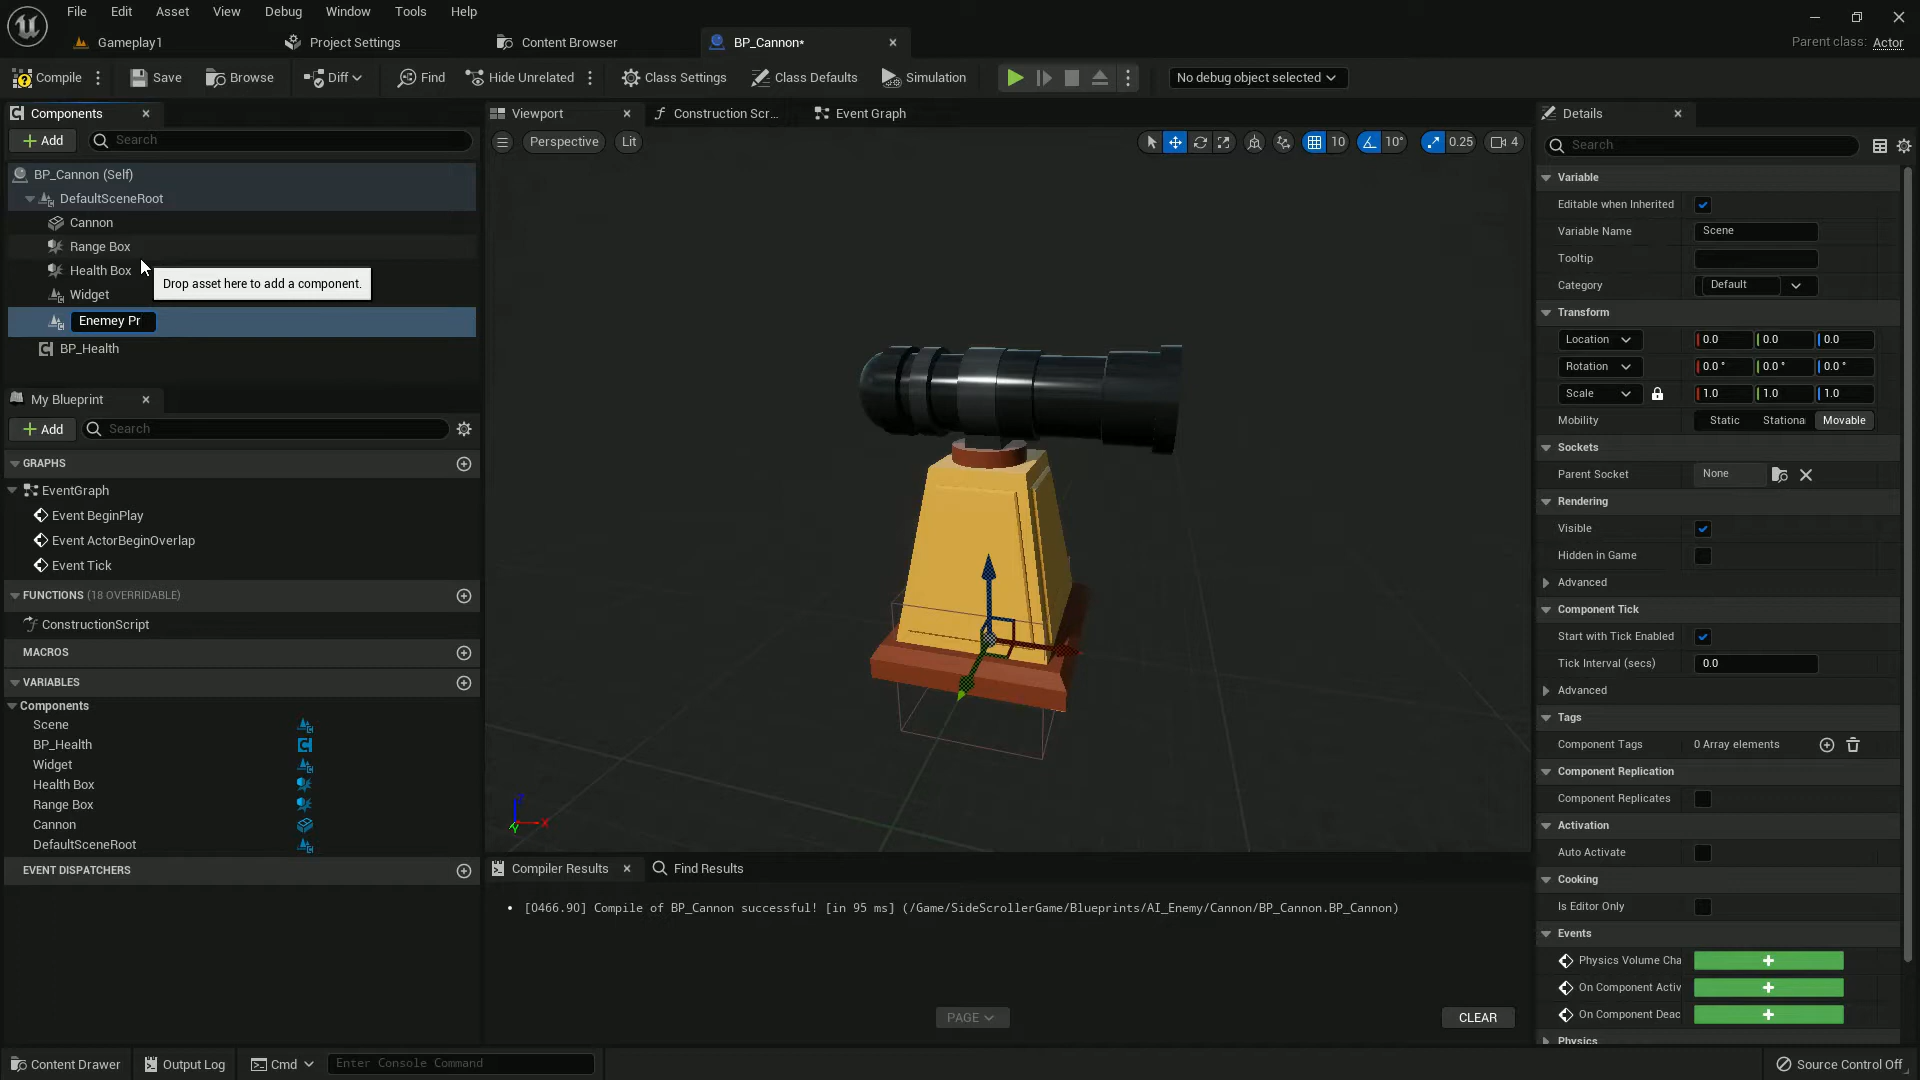 File Edit Asset View Debug Window Tools Help
Gameplay1 Project Settings Content Browser BP_Cannon*
Parent class: Actor
Compile Save Browse Diff Find Hide Unrelated Class Settings Class Defaults Simulation No debug object selected
Components
Add Search
BP_Cannon (Self)
DefaultSceneRoot
Cannon
Range Box
Health Box
Drop asset here to add a component.
Widget
Enemey Pr
BP_Health
My Blueprint
Add Search
GRAPHS
EventGraph
Event BeginPlay
Event ActorBeginOverlap
Event Tick
FUNCTIONS (18 OVERRIDABLE)
ConstructionScript
MACROS
VARIABLES
Components
Scene
BP_Health
Widget
Health Box
Range Box
Cannon
DefaultSceneRoot
EVENT DISPATCHERS
Viewport Construction Scr... Event Graph
Perspective Lit 10 10° 0.25 4
Z
X
Y
Compiler Results Find Results
• [0466.90] Compile of BP_Cannon successful! [in 95 ms] (/Game/SideScrollerGame/Blueprints/AI_Enemy/Cannon/BP_Cannon.BP_Cannon)
PAGE CLEAR
Details
Search
Variable
Editable when Inherited
Variable Name Scene
Tooltip
Category Default
Transform
Location 0.0 0.0 0.0
Rotation 0.0 ° 0.0 ° 0.0 °
Scale 1.0 1.0 1.0
Mobility Static Stationa Movable
Sockets
Parent Socket None
Rendering
Visible
Hidden in Game
Advanced
Component Tick
Start with Tick Enabled
Tick Interval (secs) 0.0
Advanced
Tags
Component Tags 0 Array elements
Component Replication
Component Replicates
Activation
Auto Activate
Cooking
Is Editor Only
Events
Physics Volume Cha
On Component Activ
On Component Deac
Physics
Content Drawer Output Log Cmd Enter Console Command Source Control Off